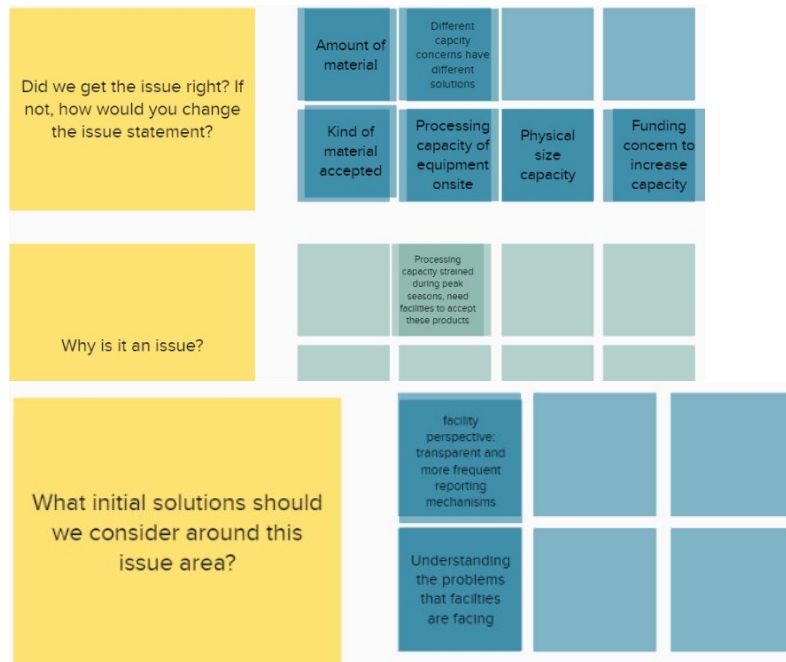 Did we get the issue right? If
not, how would you change
the issue statement?
Amount of
material
Different
capcity
concerns have
different
solutions
Kind of
material
accepted
Processing
capacity of
equipment
onsite
Physical
size
capacity
Funding
concern to
increase
capacity
Why is it an issue?
Processing
capacity strained
during peak
seasons, need
facilities to accept
these products
What initial solutions should
we consider around this
issue area?
facility
perspective:
transparent and
more frequent
reporting
mechanisms
Understanding
the problems
that facilties
are facing